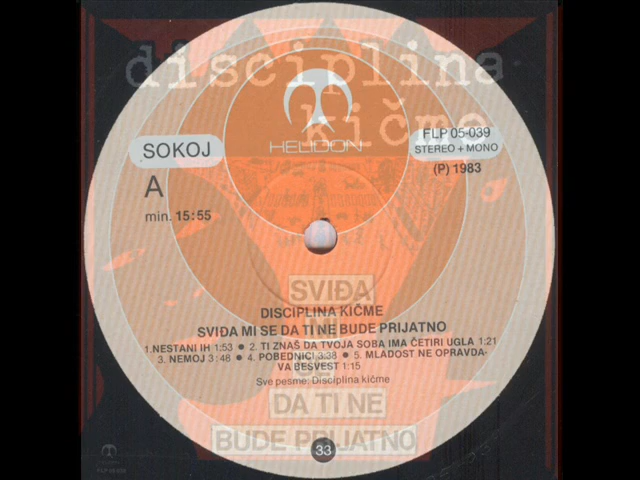 disciplina
kičme
HELIDON
SOKOJ
FLP 05-039
STEREO + MONO
(P) 1983
A
min. 15:55
SVIĐA
MI
DISCIPLINA KIČME
SVIĐA MI SE DA TI NE BUDE PRIJATNO
1.NESTANI IH 1:53 ● 2. TI ZNAŠ DA TVOJA SOBA IMA ČETIRI UGLA 1:21
3. NEMOJ 3:48 ● 4. POBEDNICI 3:38 ● 5. MLADOST NE OPRAVDA-
VA BESVEST 1:15
SE
Sve pesme: Disciplina kičme
DA TI NE
BUDE PRIJATNO
33